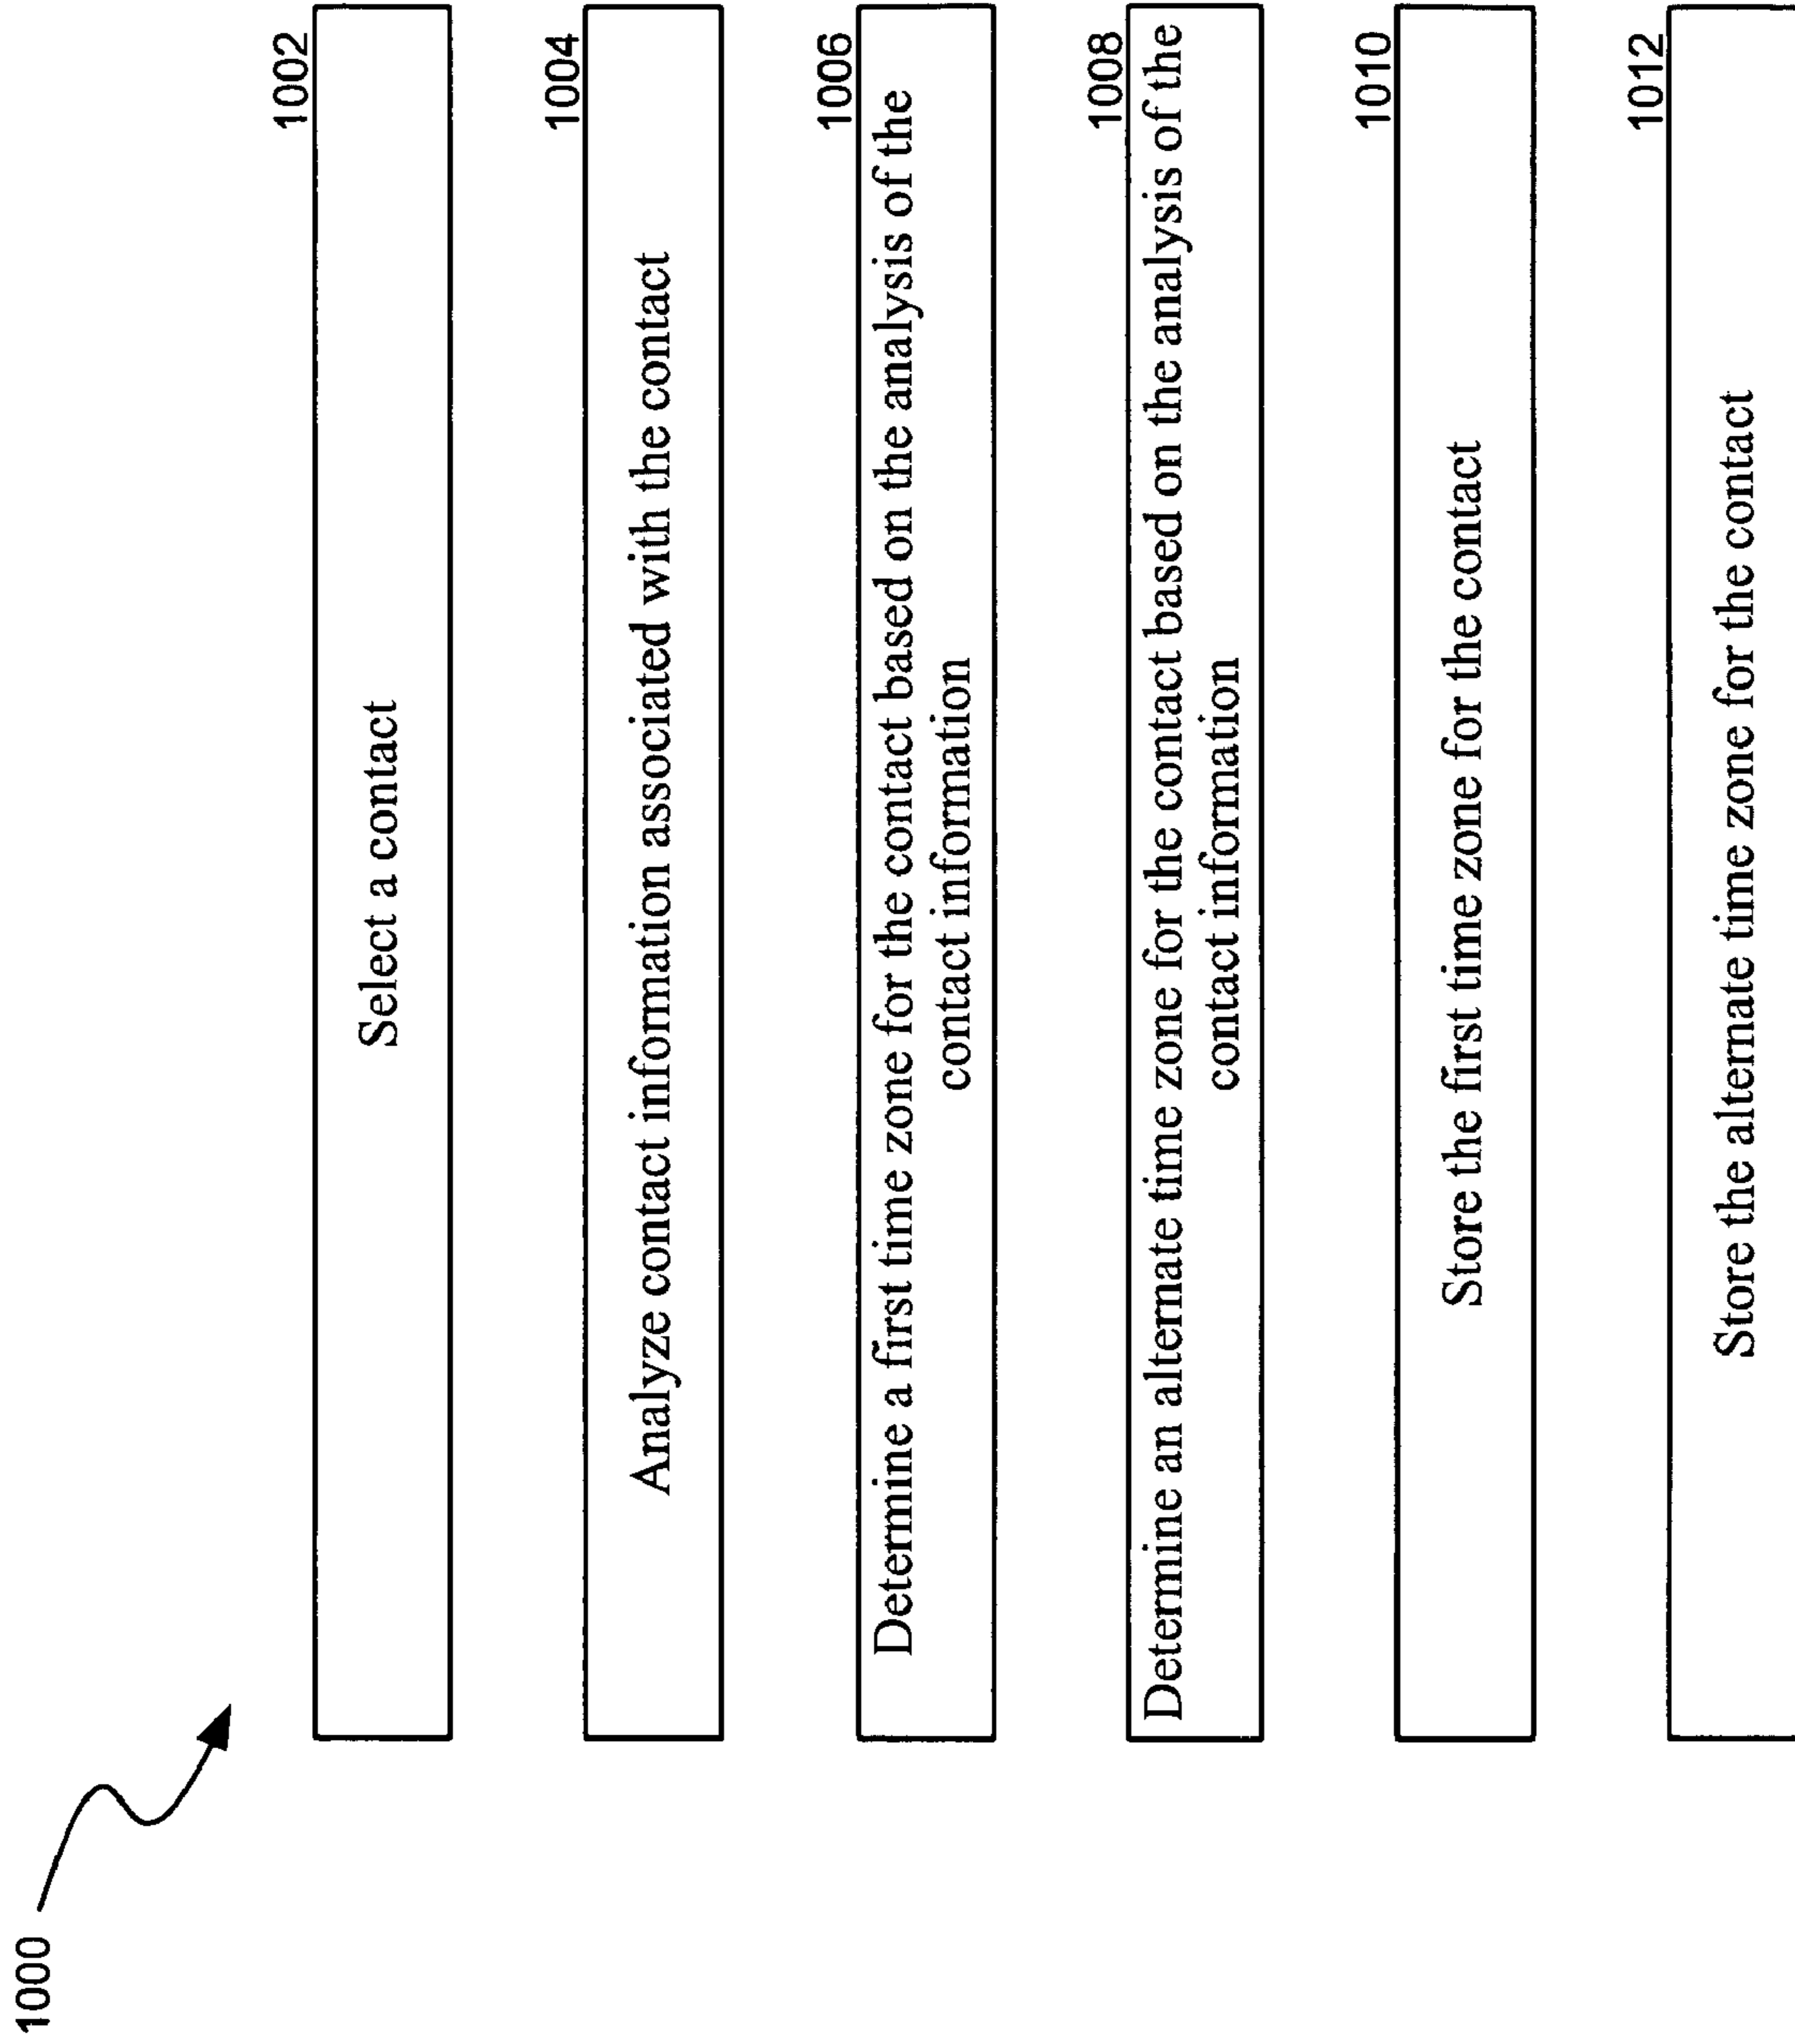 1000
1002
Select a contact
1004
Analyze contact information associated with the contact
1006
Determine a first time zone for the contact based on the analysis of the
contact information
1008
Determine an alternate time zone for the contact based on the analysis of the
contact information
1010
Store the first time zone for the contact
1012
Store the alternate time zone for the contact